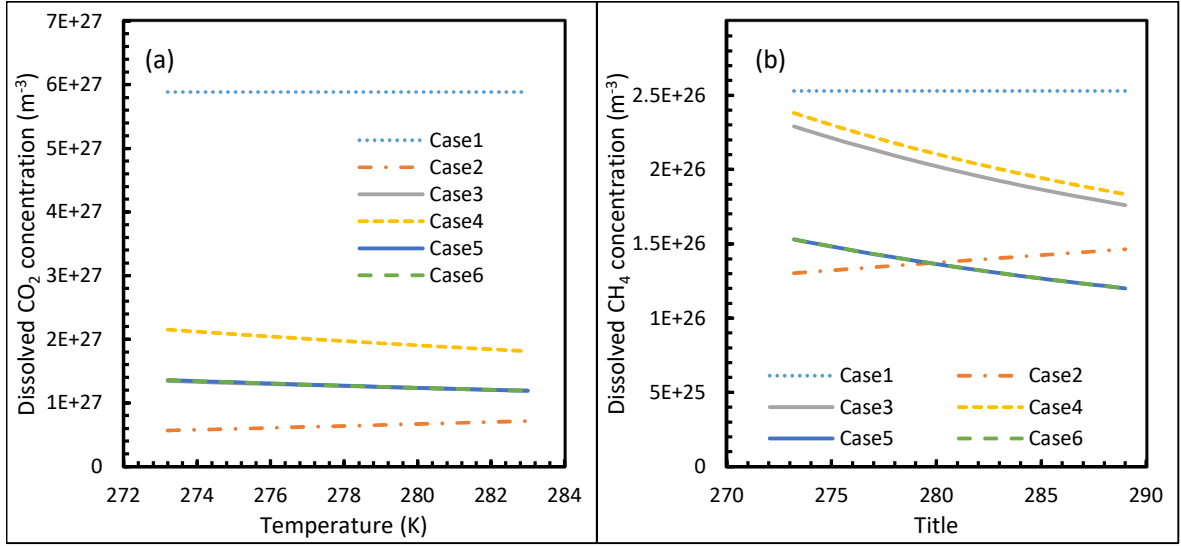 (a)
Dissolved CO2 concentration (m-3)
7E+27
6E+27
5E+27
4E+27
3E+27
2E+27
1E+27
0
Case1
Case2
Case3
Case4
Case5
Case6
272 274 276 278 280 282 284
Temperature (K)
(b)
Dissolved CH4 concentration (m-3)
2.5E+26
2E+26
1.5E+26
1E+26
5E+25
0
Case1 Case2
Case3 Case4
Case5 Case6
270 275 280 285 290
Title